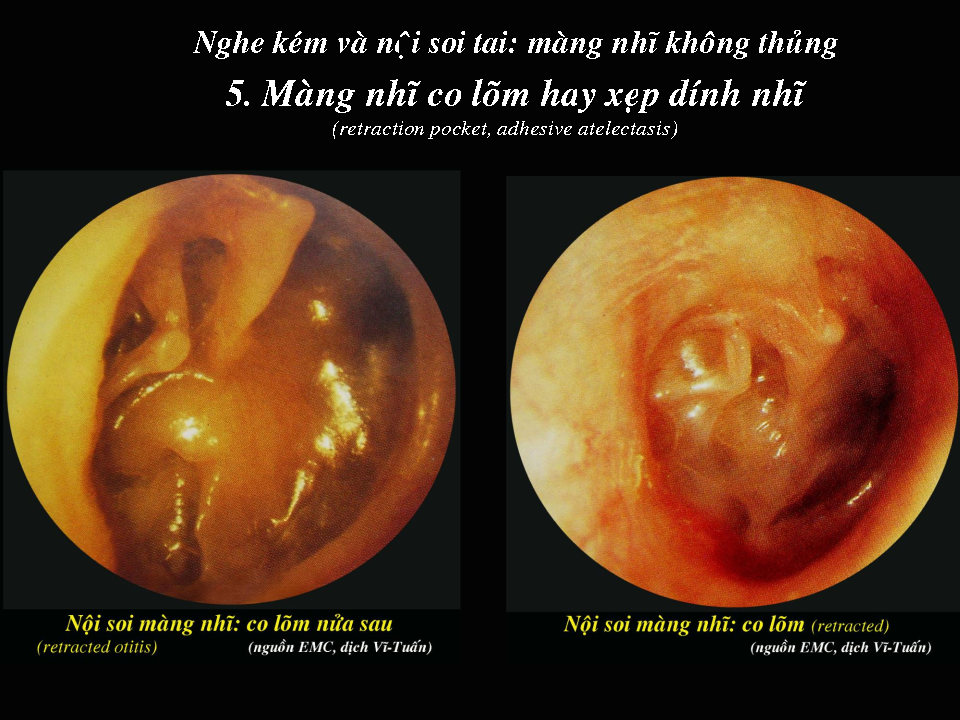 Nghe kém và nội soi tai: màng nhĩ không thủng
5. Màng nhĩ co lõm hay xẹp dính nhĩ
(retraction pocket, adhesive atelectasis)
Nội soi màng nhĩ: co lõm nửa sau
(retracted otitis) (nguồn EMC, dịch Vĩ-Tuấn)
Nội soi màng nhĩ: co lõm (retracted)
(nguồn EMC, dịch Vĩ-Tuấn)